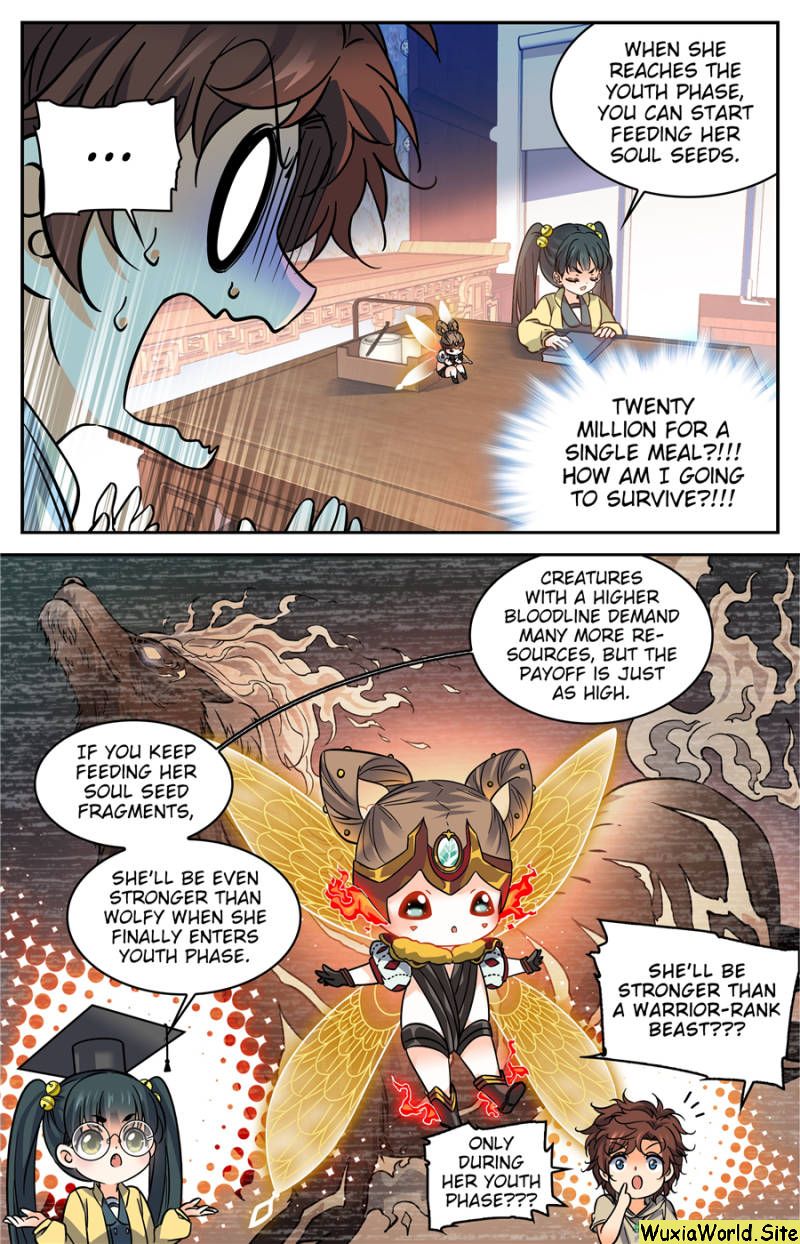 ...
WHEN SHE
REACHES THE
YOUTH PHASE,
YOU CAN START
FEEDING HER
SOUL SEEDS.
TWENTY
MILLION FOR A
SINGLE MEAL?!!!
HOW AM I GOING
TO SURVIVE?!!!
CREATURES
WITH A HIGHER
BLOODLINE DEMAND
MANY MORE RE-
SOURCES, BUT THE
PAYOFF IS JUST
AS HIGH.
IF YOU KEEP
FEEDING HER
SOUL SEED
FRAGMENTS,
SHE'LL BE EVEN
STRONGER THAN
WOLFY WHEN SHE
FINALLY ENTERS
YOUTH PHASE.
SHE'LL BE
STRONGER THAN
A WARRIOR-RANK
BEAST???
ONLY
DURING
HER YOUTH
PHASE???
WuxiaWorld.Site